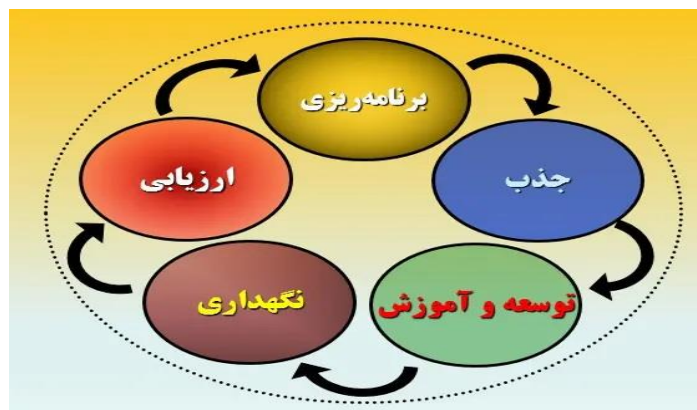 برنامه‌ریزی
جذب
توسعه و آموزش
نگهداری
ارزیابی